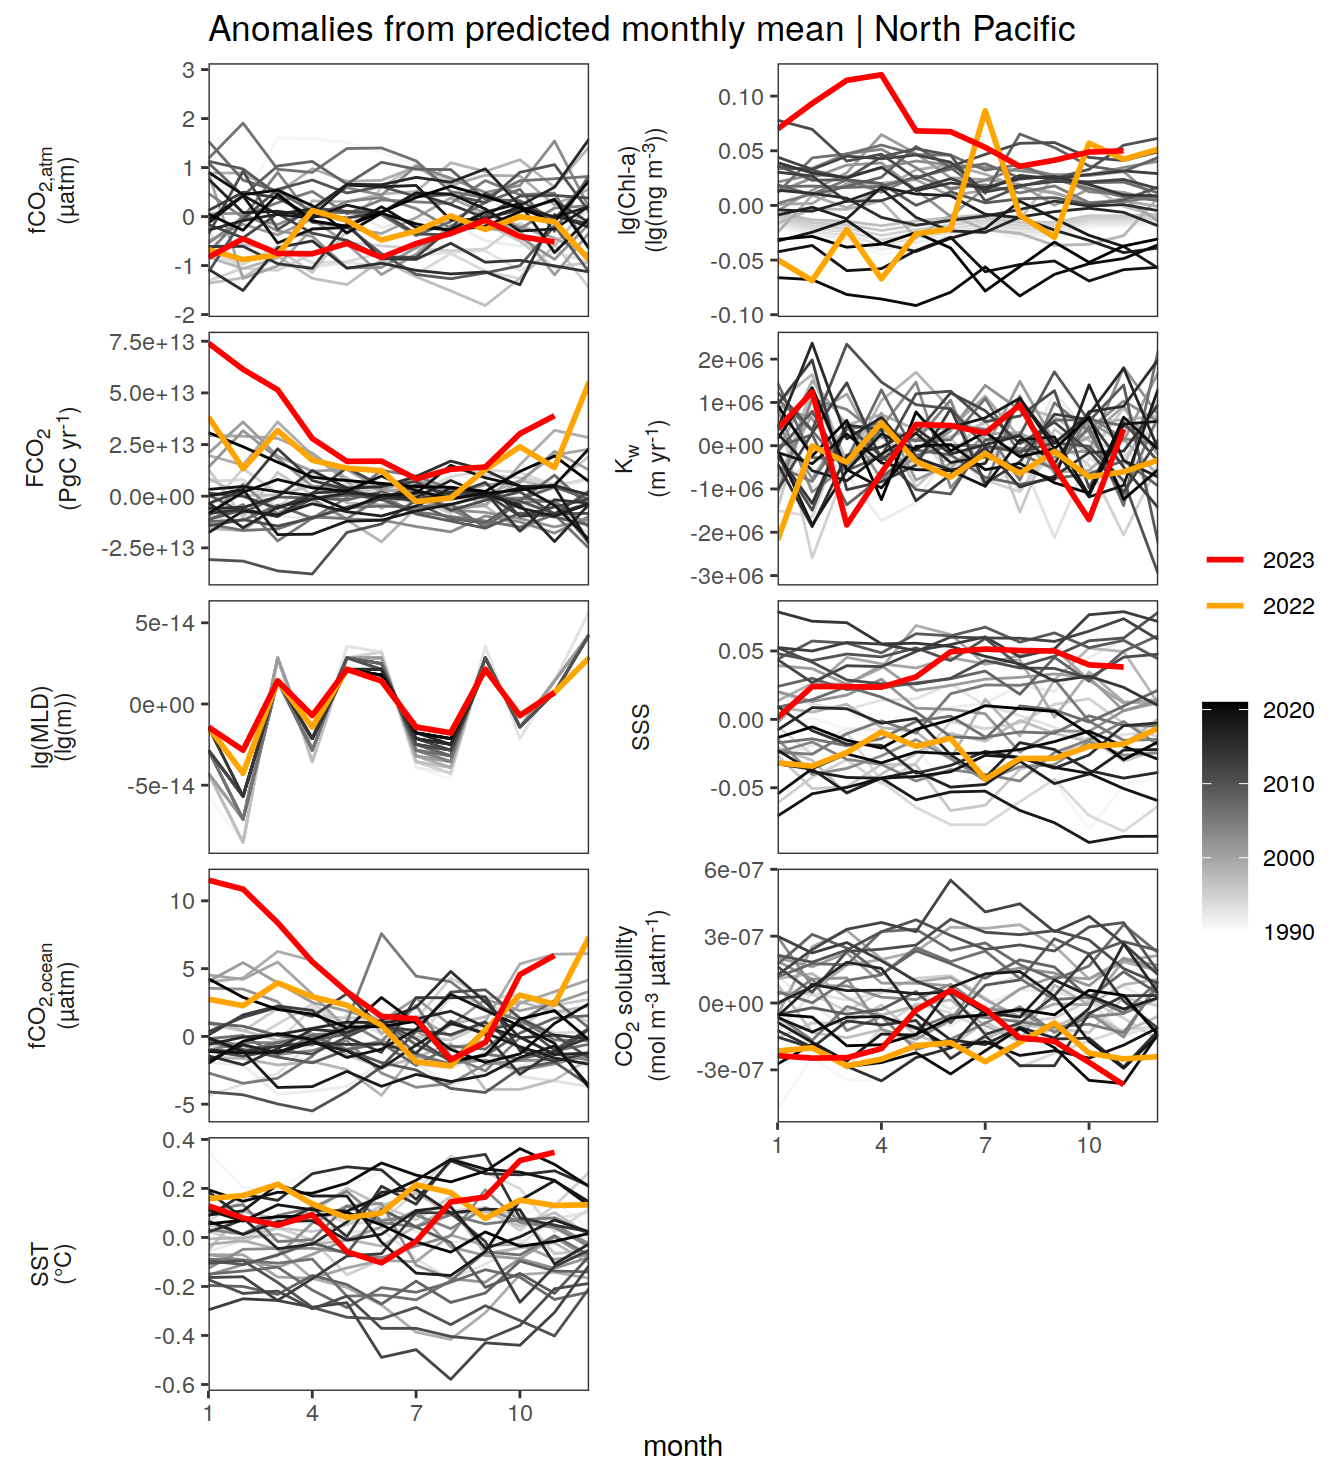 Anomalies from predicted monthly mean | North Pacific
fCO2,atm
(µatm)
3
2
1
0
-1
-2
lg(Chl-a)
(lg(mg m-3))
0.10
0.05
0.00
-0.05
-0.10
FCO2
(PgC yr-1)
7.5e+13
5.0e+13
2.5e+13
0.0e+00
-2.5e+13
Kw
(m yr-1)
2e+06
1e+06
0e+00
-1e+06
-2e+06
-3e+06
lg(MLD)
(lg(m))
5e-14
0e+00
-5e-14
SSS
0.05
0.00
-0.05
fCO2,ocean
(µatm)
10
5
0
-5
CO2 solubility
(mol m-3 µatm-1)
6e-07
3e-07
0e+00
-3e-07
1 4 7 10
SST
(°C)
0.4
0.2
0.0
-0.2
-0.4
-0.6
1 4 7 10
month
2023
2022
2020
2010
2000
1990